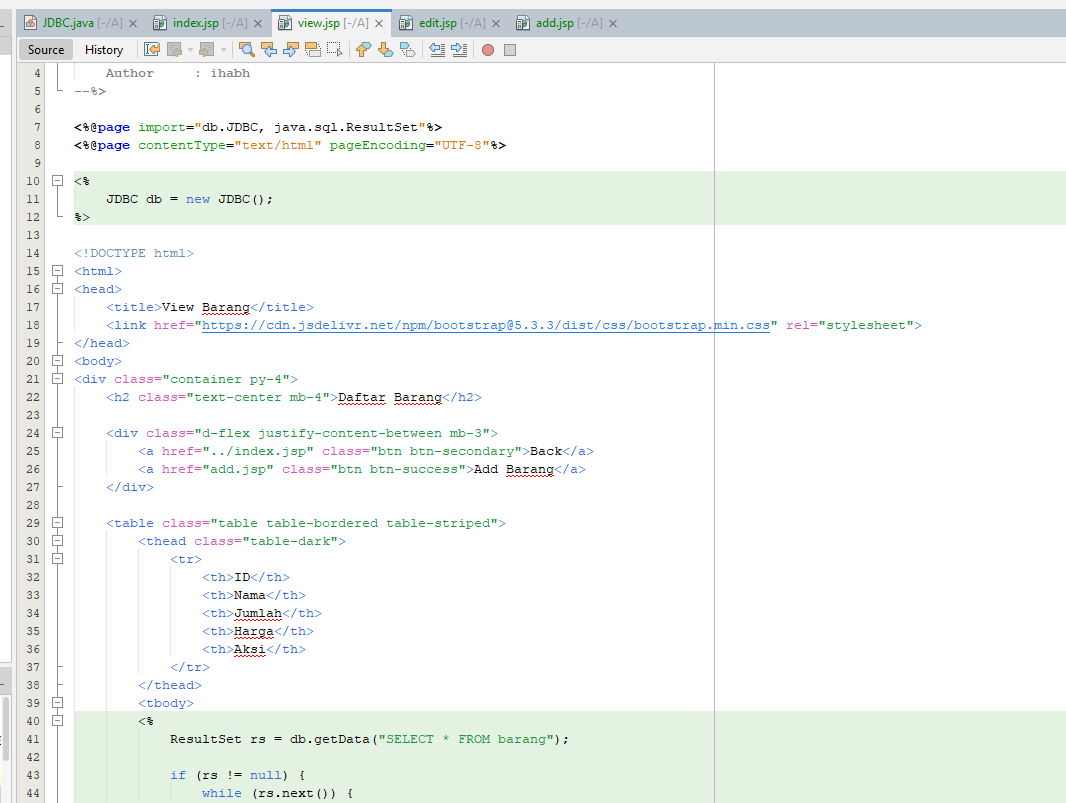 JDBC.java [-/A] index.jsp [-/A] view.jsp [-/A] edit.jsp [-/A] add.jsp [-/A]
Source History
4 Author : ihabh
5 --%>
6
7 <%@page import="db.JDBC, java.sql.ResultSet"%>
8 <%@page contentType="text/html" pageEncoding="UTF-8"%>
9
10 <%
11 JDBC db = new JDBC();
12 %>
13
14 <!DOCTYPE html>
15 <html>
16 <head>
17 <title>View Barang</title>
18 <link href="https://cdn.jsdelivr.net/npm/bootstrap@5.3.3/dist/css/bootstrap.min.css" rel="stylesheet">
19 </head>
20 <body>
21 <div class="container py-4">
22 <h2 class="text-center mb-4">Daftar Barang</h2>
23
24 <div class="d-flex justify-content-between mb-3">
25 <a href="../index.jsp" class="btn btn-secondary">Back</a>
26 <a href="add.jsp" class="btn btn-success">Add Barang</a>
27 </div>
28
29 <table class="table table-bordered table-striped">
30 <thead class="table-dark">
31 <tr>
32 <th>ID</th>
33 <th>Nama</th>
34 <th>Jumlah</th>
35 <th>Harga</th>
36 <th>Aksi</th>
37 </tr>
38 </thead>
39 <tbody>
40 <%
41 ResultSet rs = db.getData("SELECT * FROM barang");
42
43 if (rs != null) {
44 while (rs.next()) {